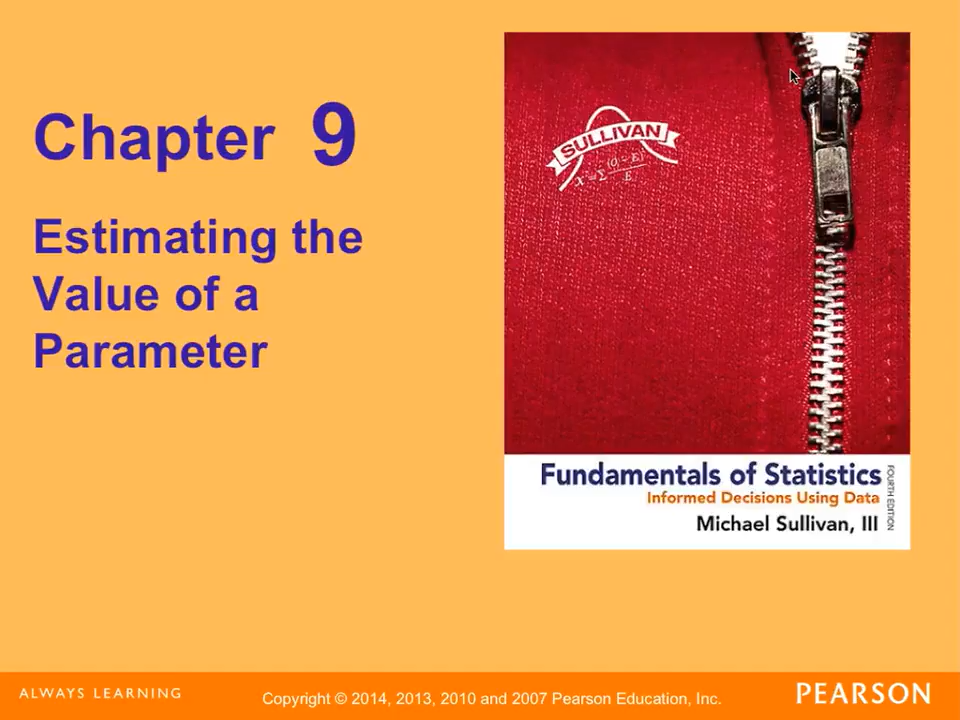 Chapter 9
Estimating the
Value of a
Parameter
SULLIVAN
Fundamentals of Statistics
Informed Decisions Using Data
Michael Sullivan, III
FOURTH EDITION
ALWAYS LEARNING
Copyright © 2014, 2013, 2010 and 2007 Pearson Education, Inc.
PEARSON